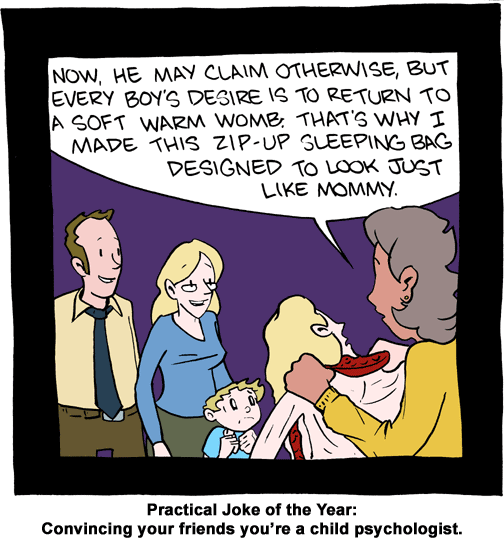 NOW, HE MAY CLAIM OTHERWISE, BUT
EVERY BOY'S DESIRE IS TO RETURN TO
A SOFT WARM WOMB; THAT'S WHY I
MADE THIS ZIP-UP SLEEPING BAG
DESIGNED TO LOOK JUST
LIKE MOMMY.
Practical Joke of the Year:
Convincing your friends you're a child psychologist.